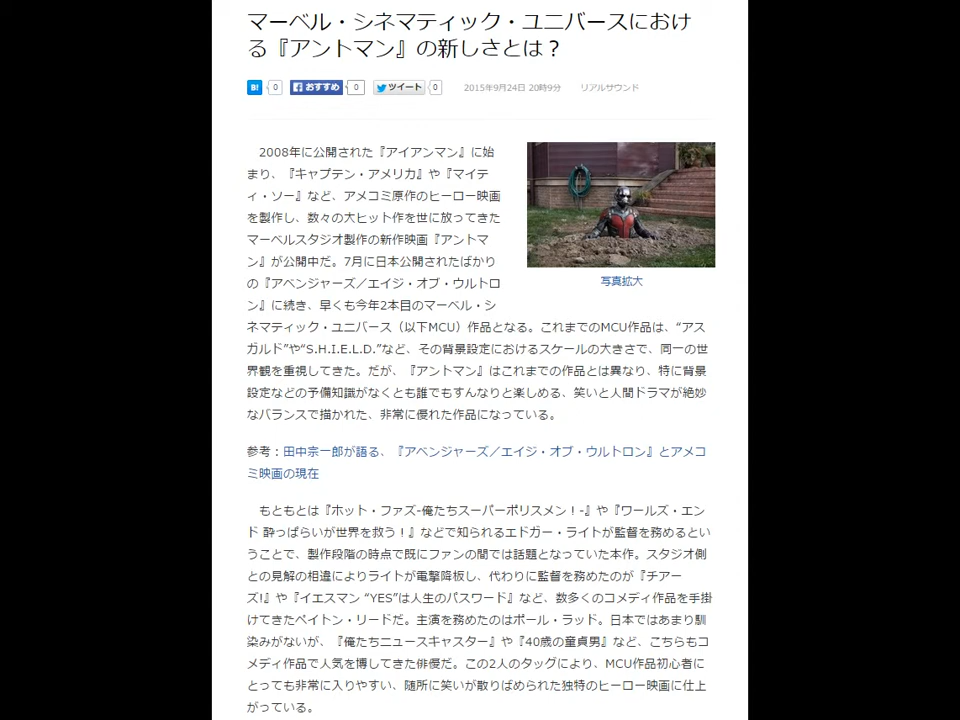 マーベル・シネマティック・ユニバースにおけ
る『アントマン』の新しさとは？
B! 0 おすすめ 0 ツイート 0 2015年9月24日 20時9分 リアルサウンド
2008年に公開された『アイアンマン』に始
まり、『キャプテン・アメリカ』や『マイテ
ィ・ソー』など、アメコミ原作のヒーロー映画
を製作し、数々の大ヒット作を世に放ってきた
マーベルスタジオ製作の新作映画『アントマ
ン』が公開中だ。7月に日本公開されたばかり
の『アベンジャーズ／エイジ・オブ・ウルトロ
ン』に続き、早くも今年2本目のマーベル・シ
写真拡大
ネマティック・ユニバース（以下MCU）作品となる。これまでのMCU作品は、“アス
ガルド”や“S.H.I.E.L.D.”など、その背景設定におけるスケールの大きさで、同一の世
界観を重視してきた。だが、『アントマン』はこれまでの作品とは異なり、特に背景
設定などの予備知識がなくとも誰でもすんなりと楽しめる、笑いと人間ドラマが絶妙
なバランスで描かれた、非常に優れた作品になっている。
参考：田中宗一郎が語る、『アベンジャーズ／エイジ・オブ・ウルトロン』とアメコ
ミ映画の現在
もともとは『ホット・ファズ-俺たちスーパーポリスメン！-』や『ワールズ・エン
ド 酔っぱらいが世界を救う！』などで知られるエドガー・ライトが監督を務めるとい
うことで、製作段階の時点で既にファンの間では話題となっていた本作。スタジオ側
との見解の相違によりライトが電撃降板し、代わりに監督を務めたのが『チアー
ズ!』や『イエスマン “YES”は人生のパスワード』など、数多くのコメディ作品を手掛
けてきたペイトン・リードだ。主演を務めたのはポール・ラッド。日本ではあまり馴
染みがないが、『俺たちニュースキャスター』や『40歳の童貞男』など、こちらもコ
メディ作品で人気を博してきた俳優だ。この2人のタッグにより、MCU作品初心者に
とっても非常に入りやすい、随所に笑いが散りばめられた独特のヒーロー映画に仕上
がっている。